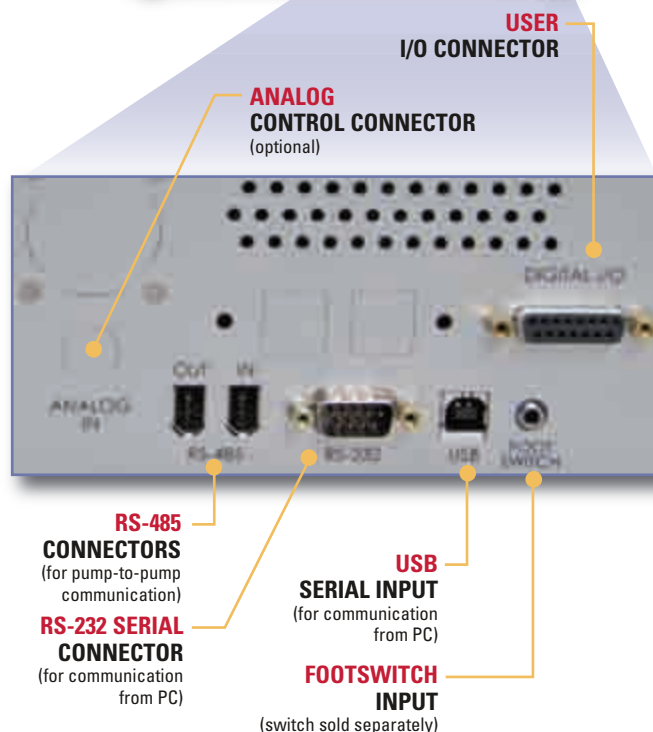 USER
I/O CONNECTOR
ANALOG
CONTROL CONNECTOR
(optional)
DIGITAL I/O
OUT IN
ANALOG
IN
RS-485
RS-232
USB
FOOT
SWITCH
RS-485
CONNECTORS
(for pump-to-pump
communication)
RS-232 SERIAL
CONNECTOR
(for communication
from PC)
USB
SERIAL INPUT
(for communication
from PC)
FOOTSWITCH
INPUT
(switch sold separately)